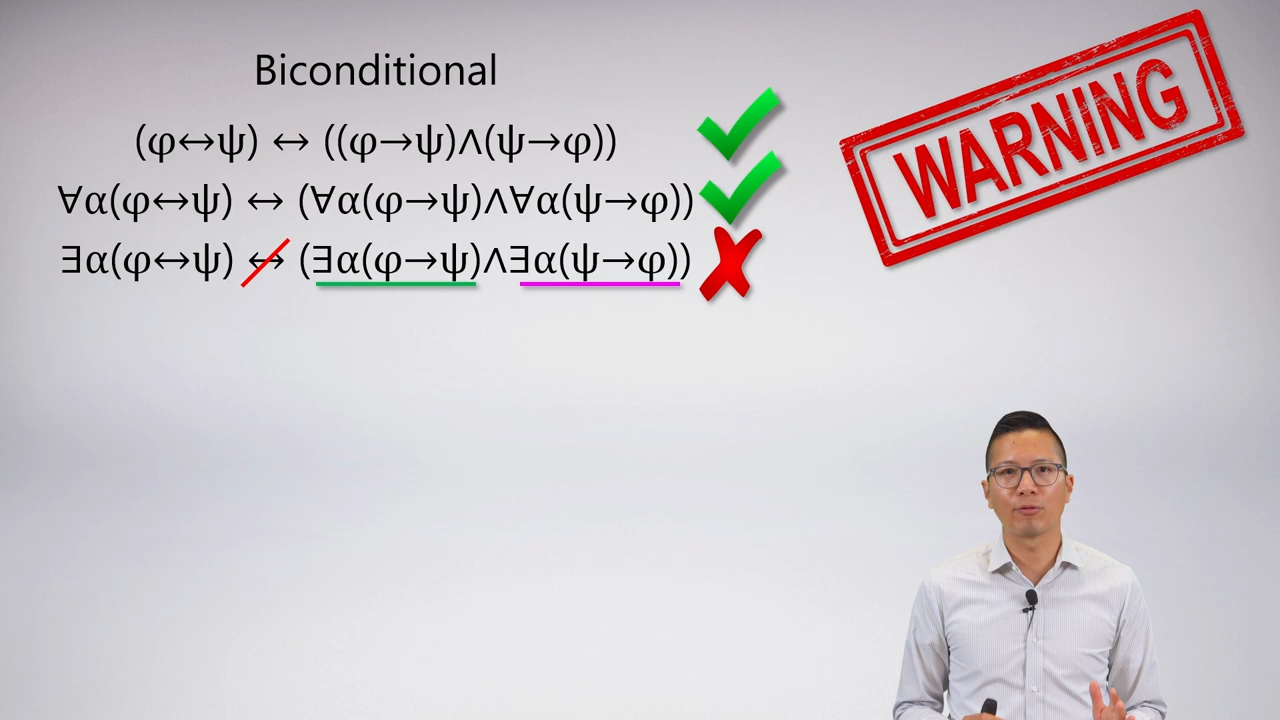 Biconditional
(φ↔ψ) ↔ ((φ→ψ)∧(ψ→φ))
∀α(φ↔ψ) ↔ (∀α(φ→ψ)∧∀α(ψ→φ))
∃α(φ↔ψ) ↮ (∃α(φ→ψ)∧∃α(ψ→φ))
WARNING